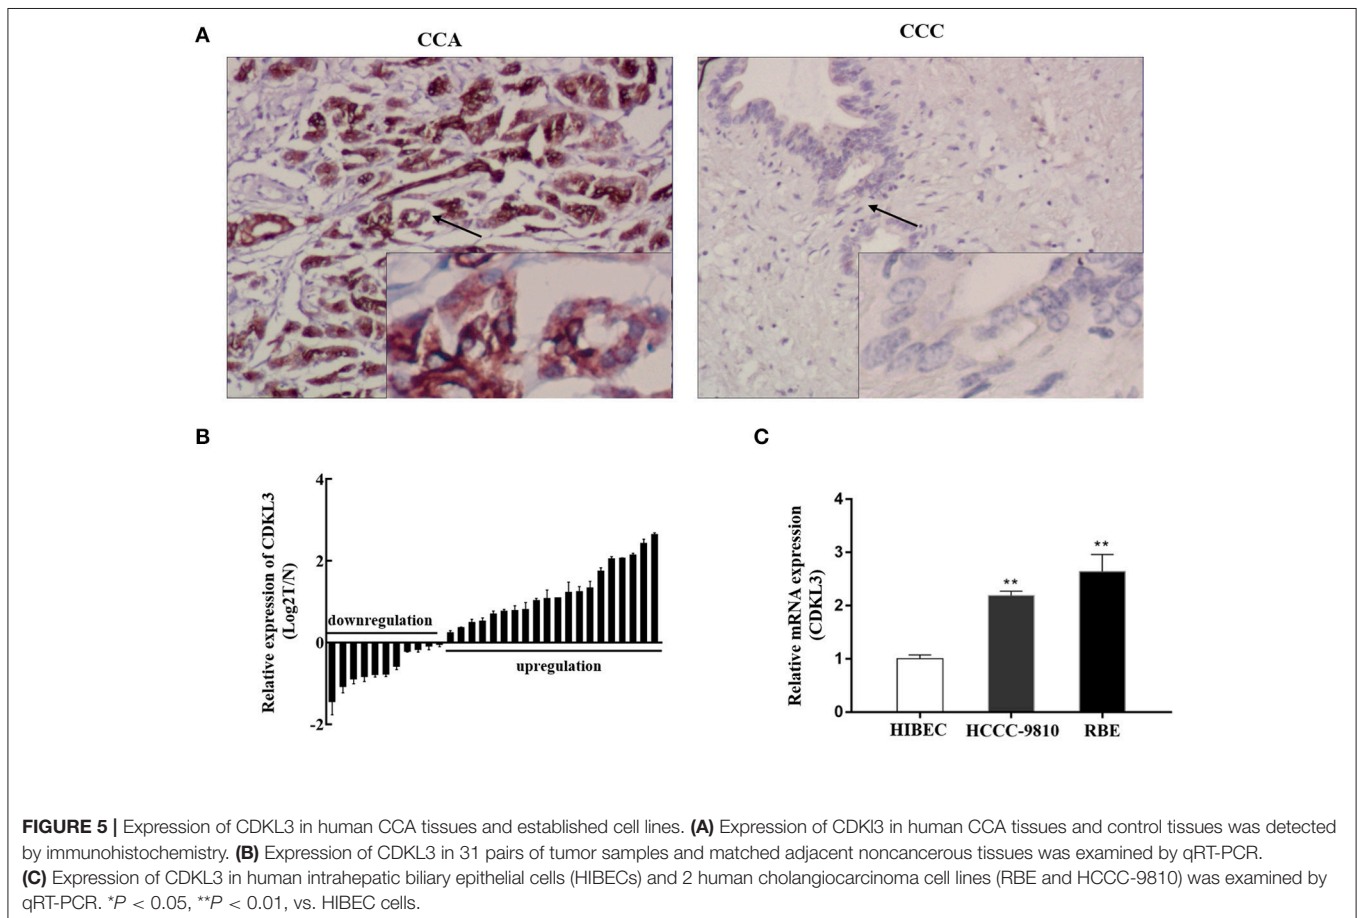 A
CCA
CCC
B
C
Relative expression of CDKL3
(Log2T/N)
4
2
0
-2
downregulation
upregulation
Relative mRNA expression
(CDKL3)
4
3
2
1
0
**
**
HIBEC
HCCC-9810
RBE
FIGURE 5 | Expression of CDKL3 in human CCA tissues and established cell lines. (A) Expression of CDKl3 in human CCA tissues and control tissues was detected
by immunohistochemistry. (B) Expression of CDKL3 in 31 pairs of tumor samples and matched adjacent noncancerous tissues was examined by qRT-PCR.
(C) Expression of CDKL3 in human intrahepatic biliary epithelial cells (HIBECs) and 2 human cholangiocarcinoma cell lines (RBE and HCCC-9810) was examined by
qRT-PCR. *P < 0.05, **P < 0.01, vs. HIBEC cells.